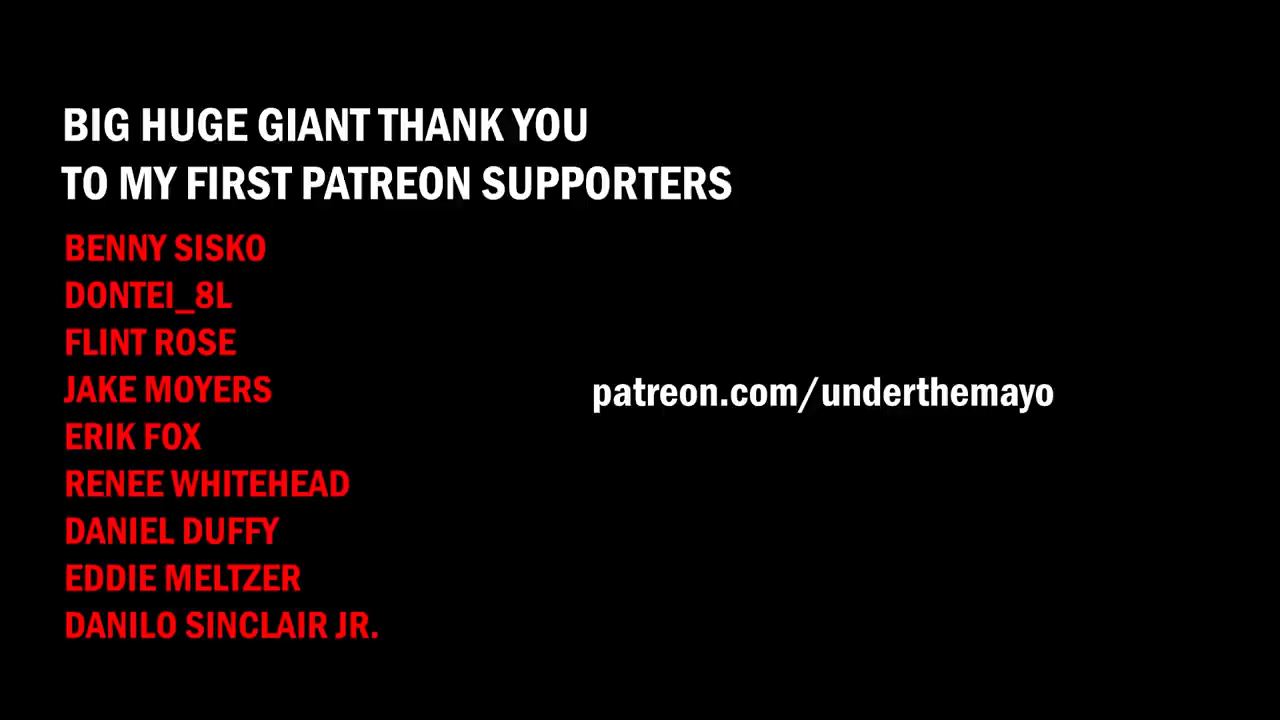 BIG HUGE GIANT THANK YOU
TO MY FIRST PATREON SUPPORTERS
BENNY SISKO
DONTEI_8L
FLINT ROSE
JAKE MOYERS
ERIK FOX
RENEE WHITEHEAD
DANIEL DUFFY
EDDIE MELTZER
DANILO SINCLAIR JR.
patreon.com/underthemayo